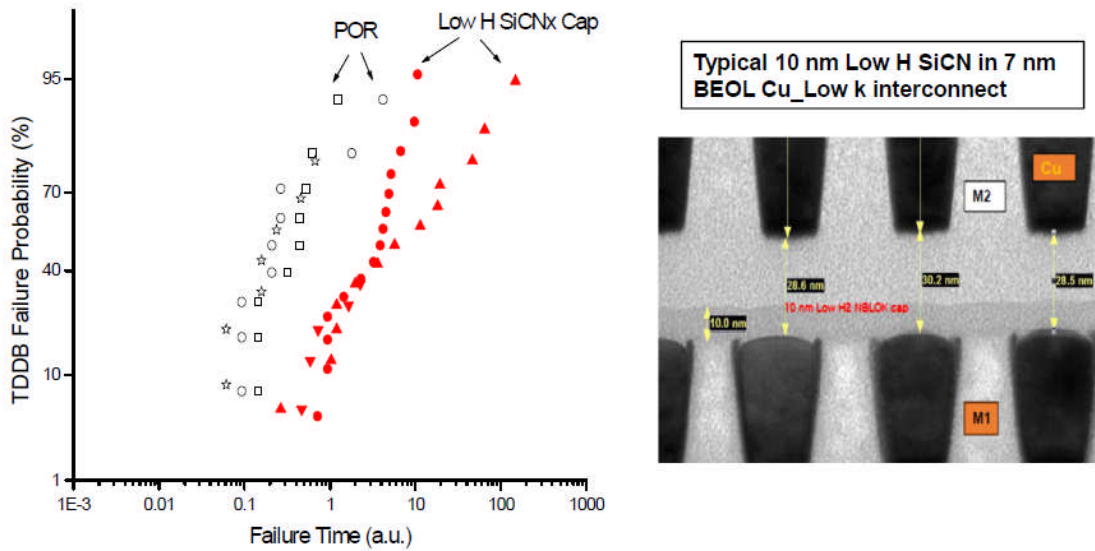 POR
Low H SiCNx Cap
TDDB Failure Probability (%)
95
70
40
10
1
1E-3
0.01
0.1
1
10
100
1000
Failure Time (a.u.)
Typical 10 nm Low H SiCN in 7 nm
BEOL Cu_Low k interconnect
Cu
M2
28.6 nm
30.2 nm
28.5 nm
10 nm Low H2 NBLOK cap
10.0 nm
M1